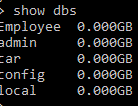 > show dbs
Employee  0.000GB
admin     0.000GB
car       0.000GB
config    0.000GB
local     0.000GB